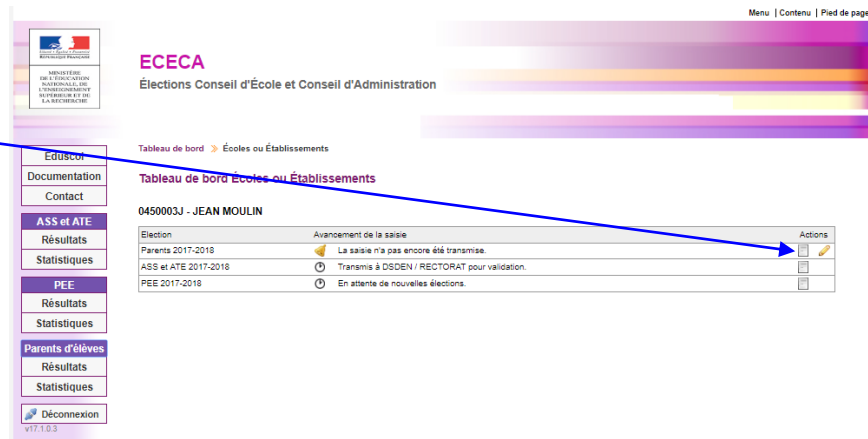 Menu | Contenu | Pied de page
Liberté • Égalité • Fraternité
RÉPUBLIQUE FRANÇAISE
MINISTÈRE
DE L'ÉDUCATION
NATIONALE, DE
L'ENSEIGNEMENT
SUPÉRIEUR ET DE
LA RECHERCHE
ECECA
Élections Conseil d'École et Conseil d'Administration
Tableau de bord » Écoles ou Établissements
Eduscol
Documentation
Contact
Tableau de bord Écoles ou Établissements
0450003J - JEAN MOULIN
ASS et ATE
Résultats
Statistiques
PEE
Résultats
Statistiques
Parents d'élèves
Résultats
Statistiques
Déconnexion
v17.1.0.3
Election Avancement de la saisie Actions
Parents 2017-2018 La saisie n'a pas encore été transmise.
ASS et ATE 2017-2018 Transmis à DSDEN / RECTORAT pour validation.
PEE 2017-2018 En attente de nouvelles élections.